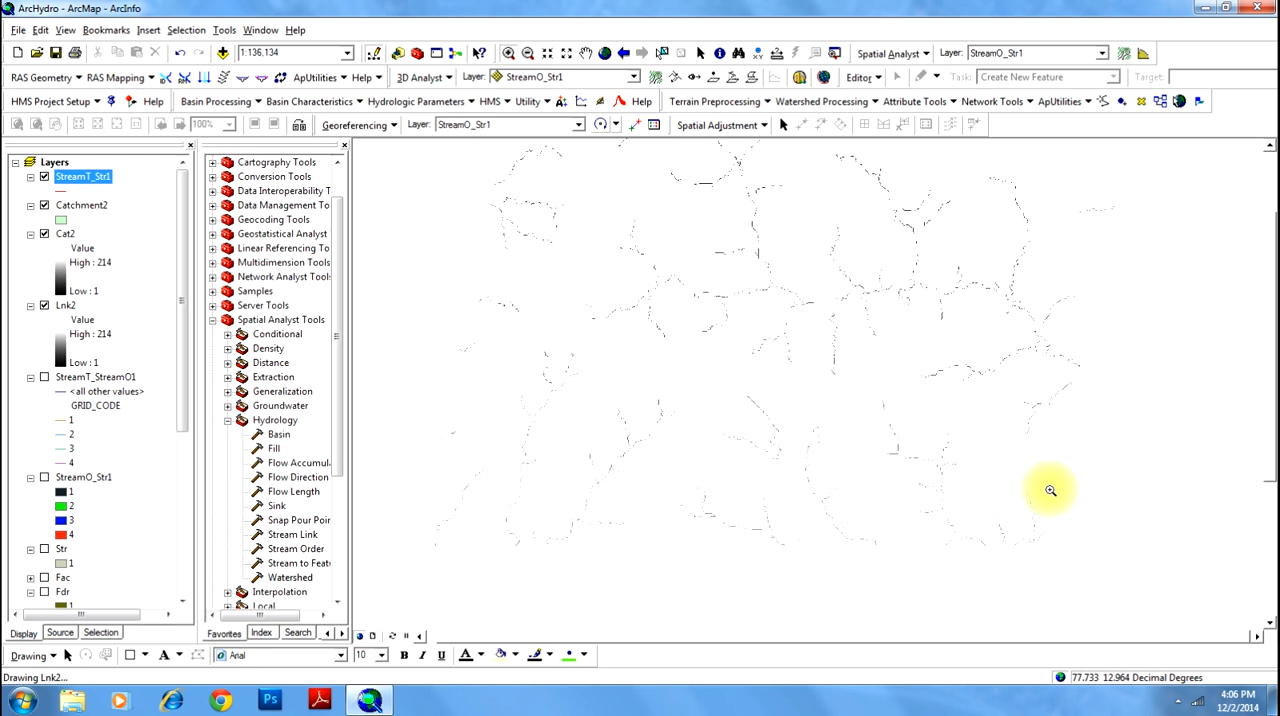 ArcHydro - ArcMap - ArcInfo
File Edit View Bookmarks Insert Selection Tools Window Help
1:136,134 Spatial Analyst Layer: StreamO_Str1
RAS Geometry RAS Mapping ApUtilities Help 3D Analyst Layer: StreamO_Str1 Editor Task: Create New Feature Target:
HMS Project Setup Help Basin Processing Basin Characteristics Hydrologic Parameters HMS Utility Help Terrain Preprocessing Watershed Processing Attribute Tools Network Tools ApUtilities
100% Georeferencing Layer: StreamO_Str1 Spatial Adjustment
Layers
StreamT_Str1
Catchment2
Cat2
Value
High : 214
Low : 1
Lnk2
Value
High : 214
Low : 1
StreamT_StreamO1
<all other values>
GRID_CODE
1
2
3
4
StreamO_Str1
1
2
3
4
Str
1
Fac
Fdr
1
Display Source Selection
Cartography Tools
Conversion Tools
Data Interoperability T
Data Management Too
Geocoding Tools
Geostatistical Analyst
Linear Referencing To
Multidimension Tools
Network Analyst Tools
Samples
Server Tools
Spatial Analyst Tools
Conditional
Density
Distance
Extraction
Generalization
Groundwater
Hydrology
Basin
Fill
Flow Accumul
Flow Direction
Flow Length
Sink
Snap Pour Poin
Stream Link
Stream Order
Stream to Feat
Watershed
Interpolation
Local
Favorites Index Search
Drawing A Arial 10 B I U A
Drawing Lnk2... 77.733 12.964 Decimal Degrees
4:06 PM
12/2/2014